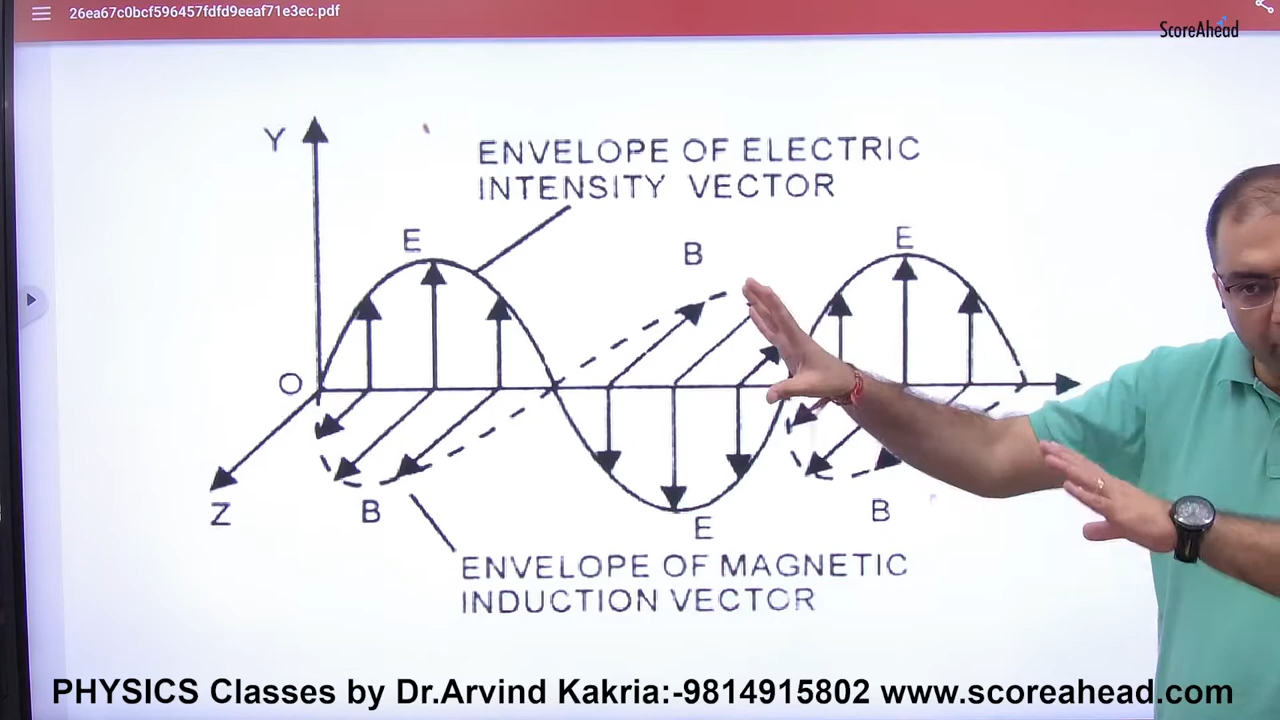 26ea67c0bcf596457fdfd9eeaf71e3ec.pdf
ScoreAhead
Y
ENVELOPE OF ELECTRIC
INTENSITY VECTOR
E
B
E
O
Z
B
E
B
ENVELOPE OF MAGNETIC
INDUCTION VECTOR
PHYSICS Classes by Dr.Arvind Kakria:-9814915802 www.scoreahead.com